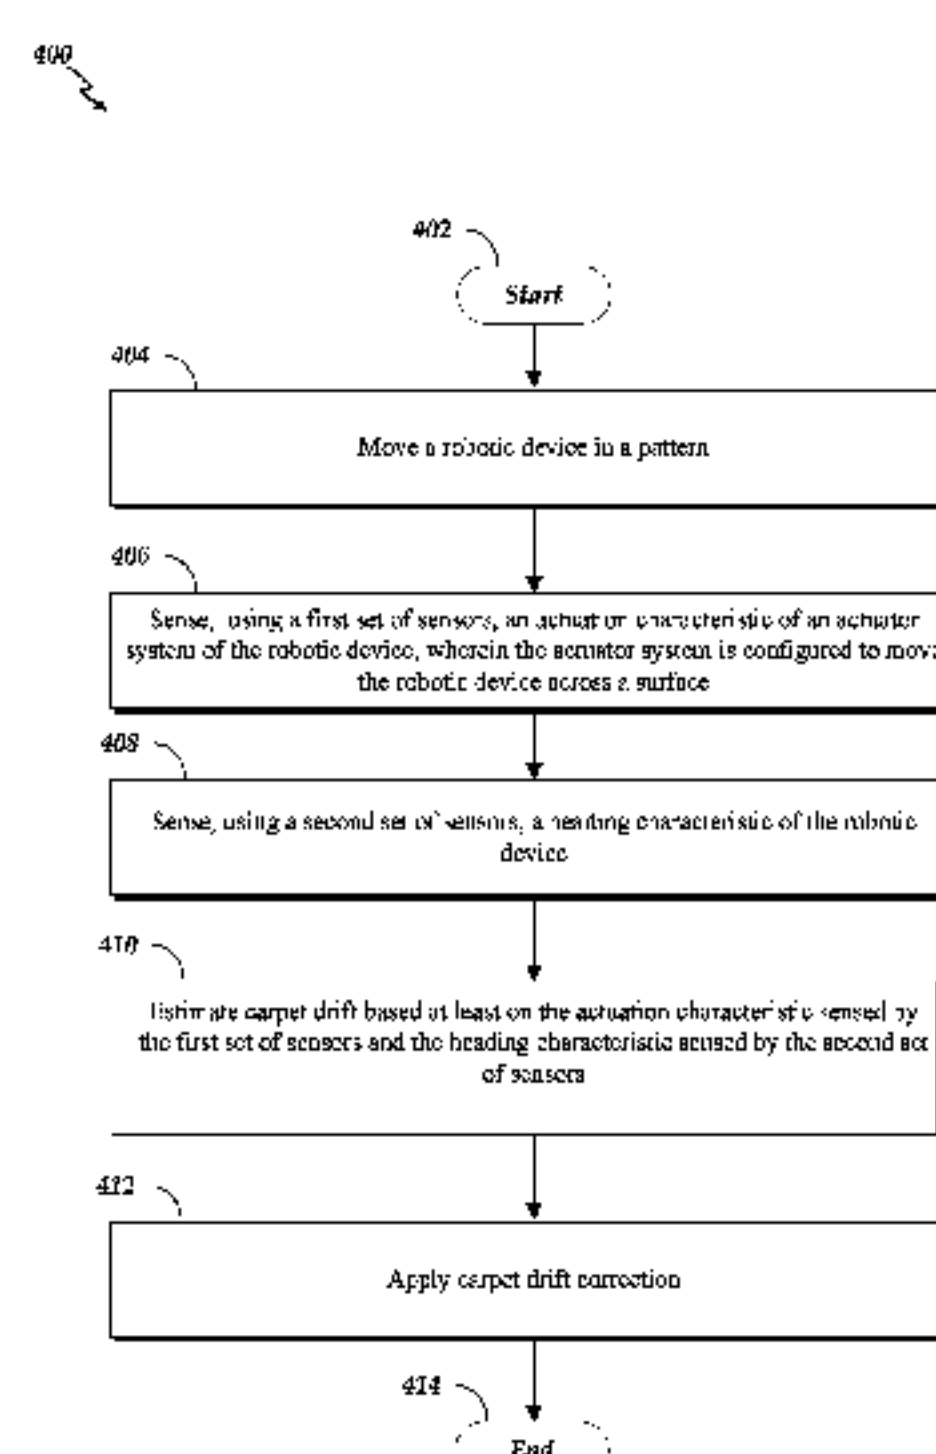 400
402
Start
404
Move a robotic device in a pattern
406
Sense, using a first set of sensors, an actuation characteristic of an actuator
system of the robotic device, wherein the actuator system is configured to move
the robotic device across a surface
408
Sense, using a second set of sensors, a heading characteristic of the robotic
device
410
Estimate carpet drift based at least on the actuation characteristic sensed by
the first set of sensors and the heading characteristic sensed by the second set
of sensors
412
Apply carpet drift correction
414
End